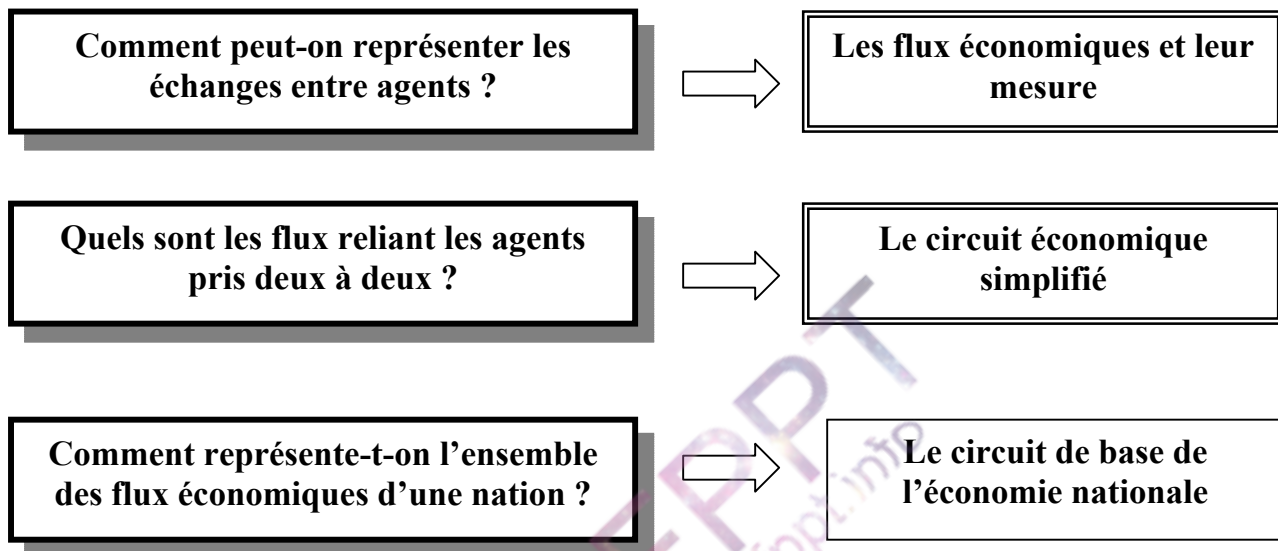 Comment peut-on représenter les
échanges entre agents ?
Les flux économiques et leur
mesure
Quels sont les flux reliant les agents
pris deux à deux ?
Le circuit économique
simplifié
Comment représente-t-on l’ensemble
des flux économiques d’une nation ?
Le circuit de base de
l’économie nationale